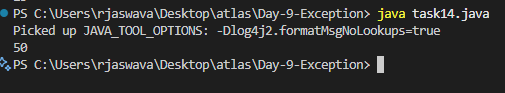 PS C:\Users\rjaswava\Desktop\atlas\Day-9-Exception> java task14.java
Picked up JAVA_TOOL_OPTIONS: -Dlog4j2.formatMsgNoLookups=true
50
PS C:\Users\rjaswava\Desktop\atlas\Day-9-Exception>